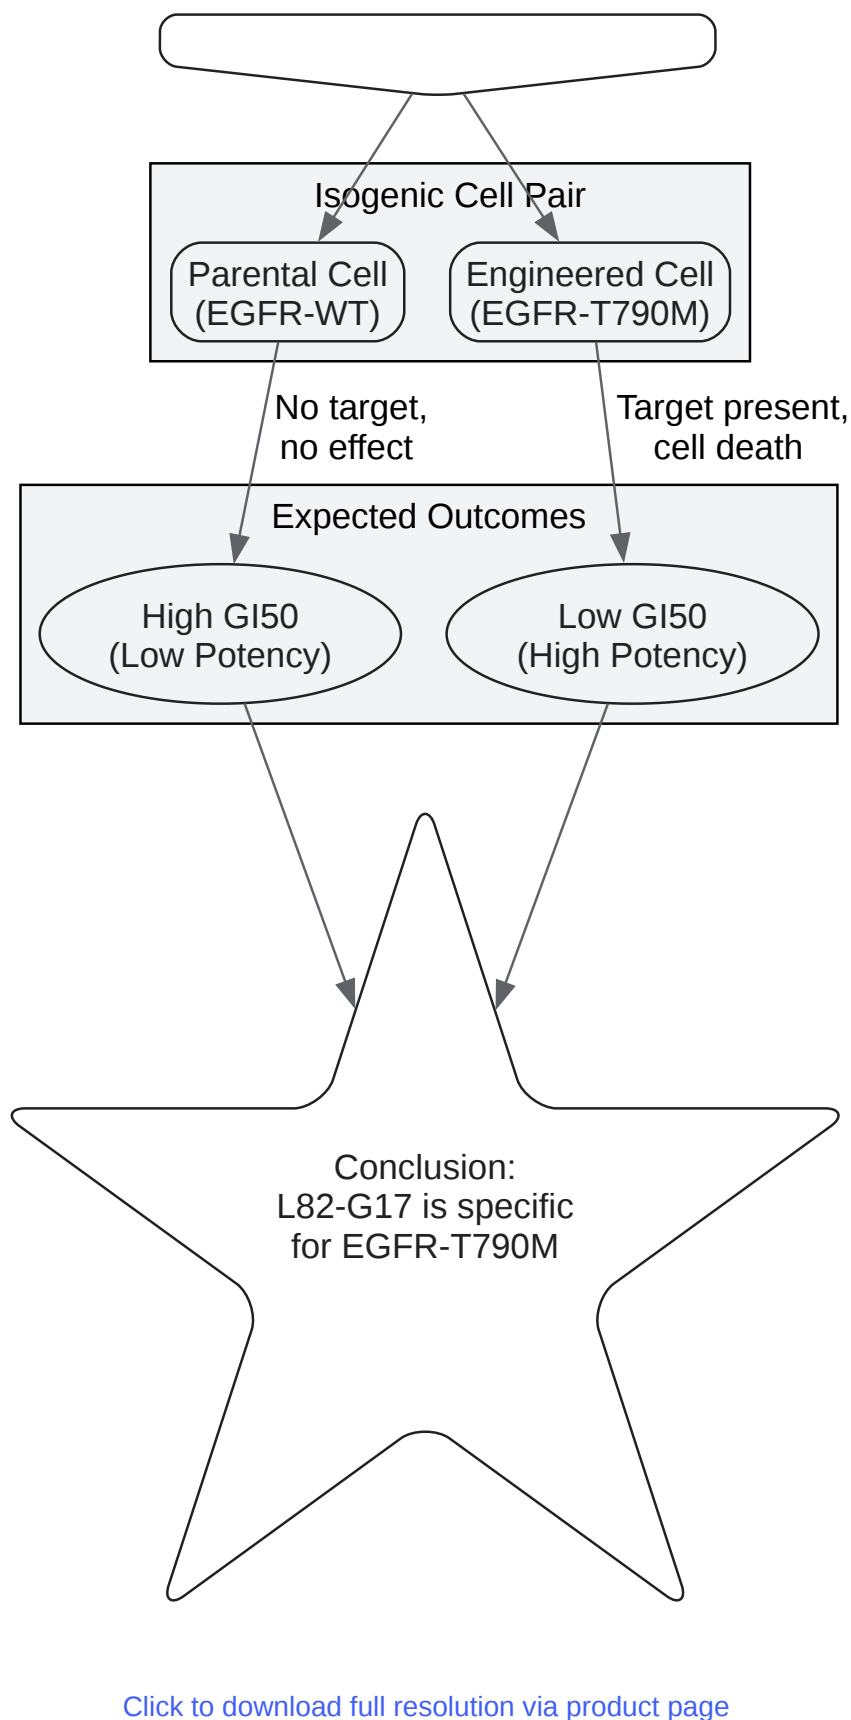 Isogenic Cell Pair
Parental Cell
(EGFR-WT)
Engineered Cell
(EGFR-T790M)
No target,
no effect
Target present,
cell death
Expected Outcomes
High GI50
(Low Potency)
Low GI50
(High Potency)
Conclusion:
L82-G17 is specific
for EGFR-T790M
Click to download full resolution via product page